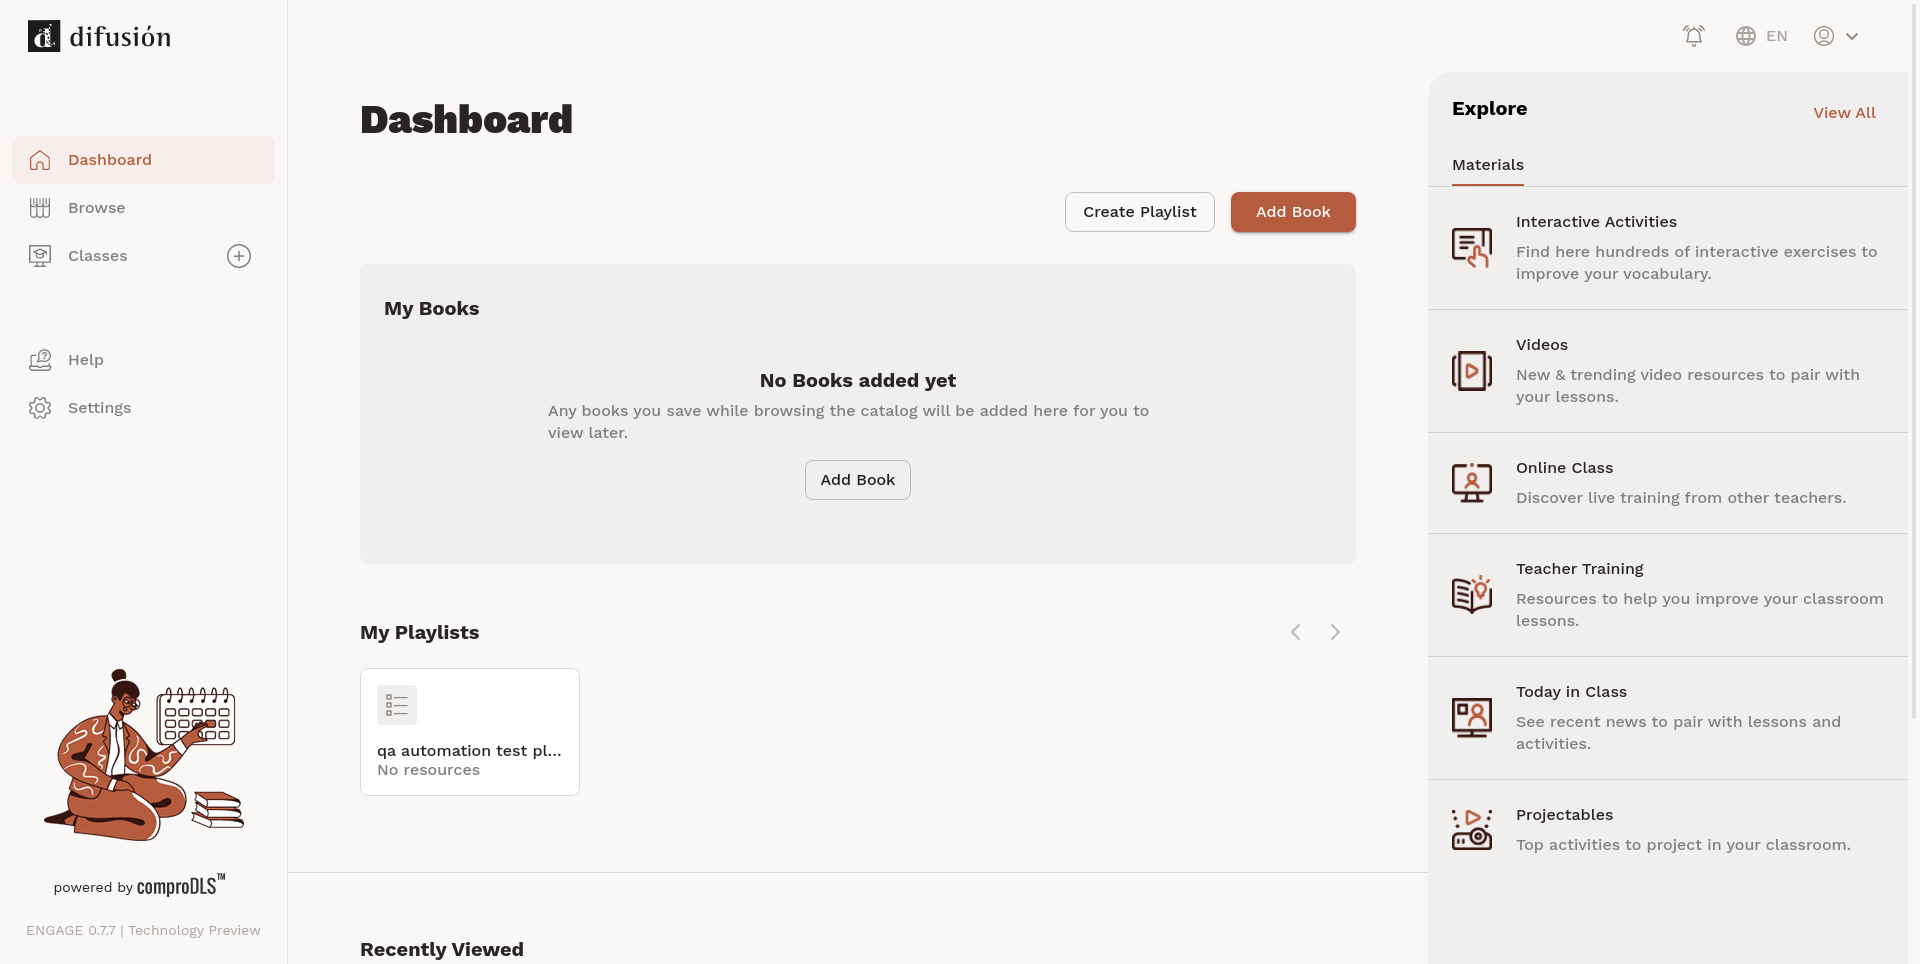 difusión
EN
Dashboard
Browse
Classes
Help
Settings
powered by comproDLS™
ENGAGE 0.7.7 | Technology Preview
Dashboard
Create Playlist
Add Book
My Books
No Books added yet
Any books you save while browsing the catalog will be added here for you to
view later.
Add Book
My Playlists
qa automation test pl...
No resources
Recently Viewed
Explore
View All
Materials
Interactive Activities
Find here hundreds of interactive exercises to
improve your vocabulary.
Videos
New & trending video resources to pair with
your lessons.
Online Class
Discover live training from other teachers.
Teacher Training
Resources to help you improve your classroom
lessons.
Today in Class
See recent news to pair with lessons and
activities.
Projectables
Top activities to project in your classroom.